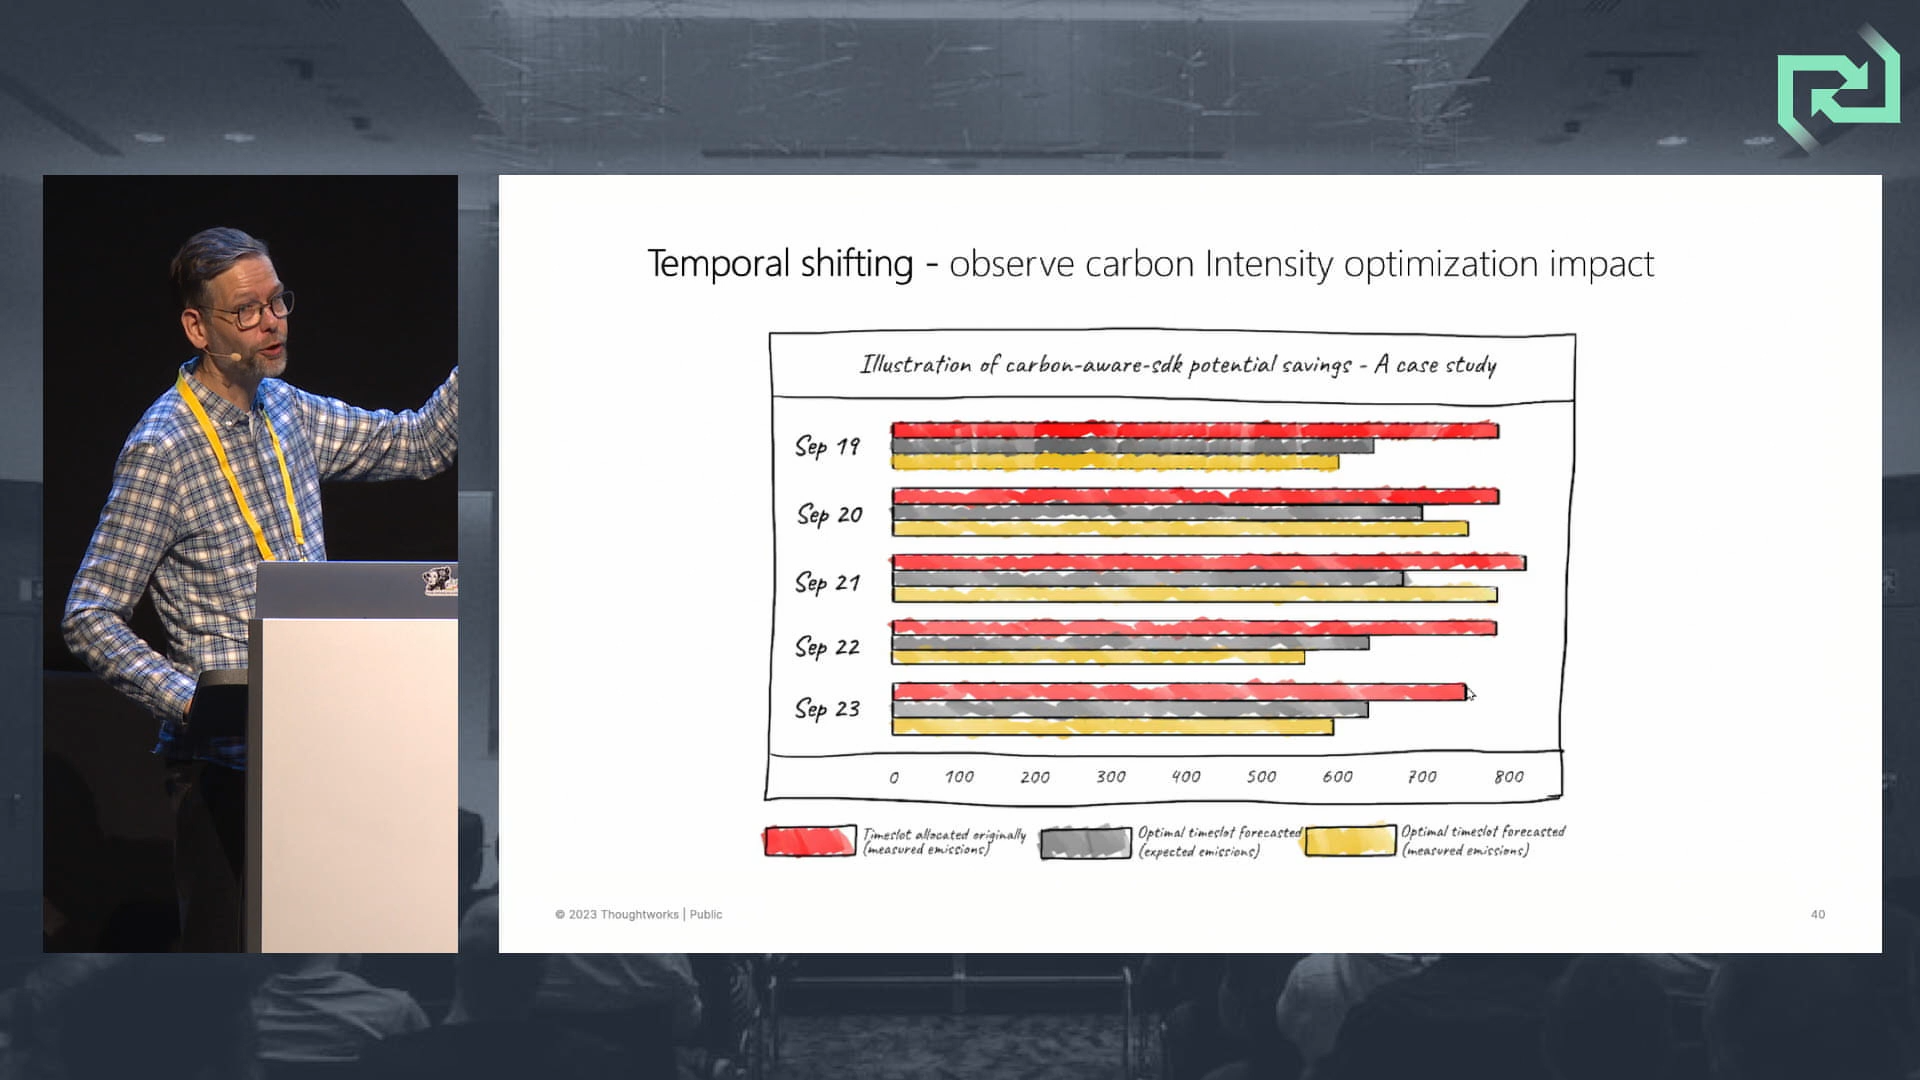 Temporal shifting - observe carbon Intensity optimization impact
Illustration of carbon-aware-sdk potential savings - A case study
Sep 19
Sep 20
Sep 21
Sep 22
Sep 23
0 100 200 300 400 500 600 700 800
Timeslot allocated originally
(measured emissions)
Optimal timeslot forecasted
(expected emissions)
Optimal timeslot forecasted
(measured emissions)
© 2023 Thoughtworks | Public
40